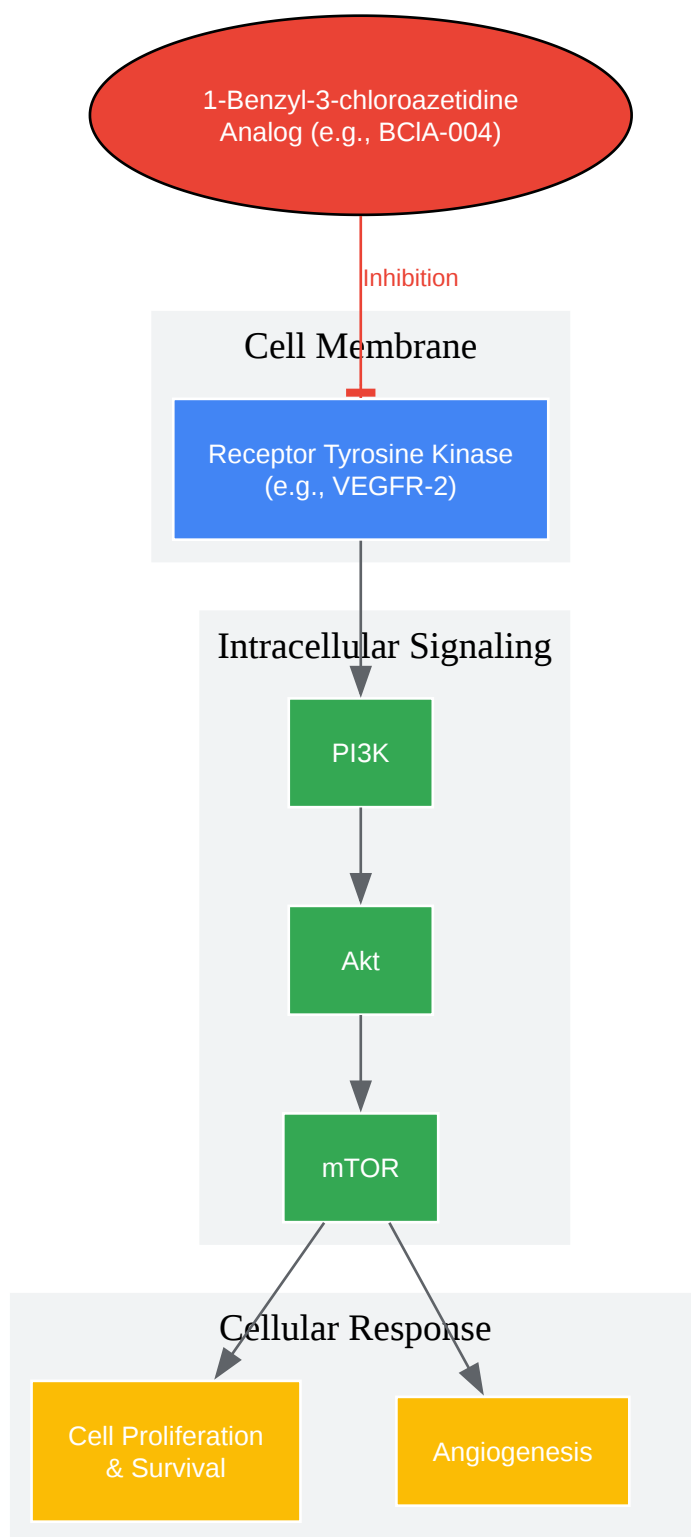 1-Benzyl-3-chloroazetidine
Analog (e.g., BClA-004)
Inhibition
Cell Membrane
Receptor Tyrosine Kinase
(e.g., VEGFR-2)
Intracellular Signaling
PI3K
Akt
mTOR
Cellular Response
Cell Proliferation
& Survival
Angiogenesis